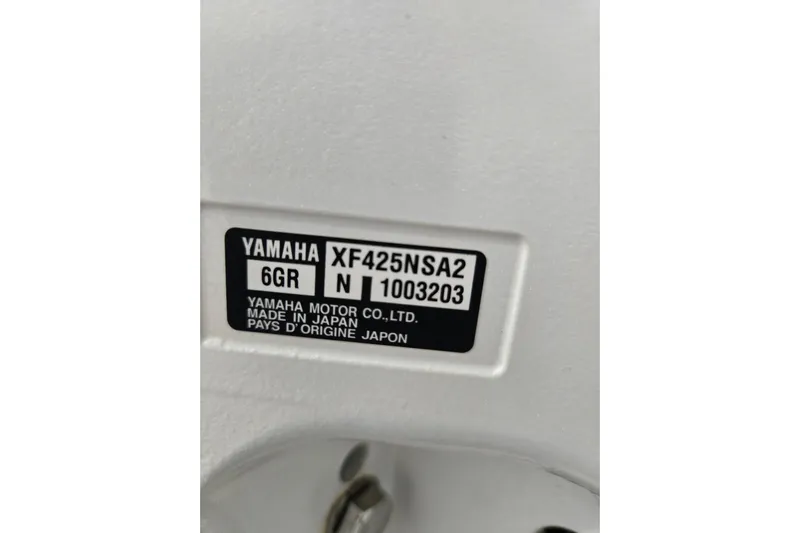 YAMAHA XF425NSA2
6GR N 1003203
YAMAHA MOTOR CO.,LTD.
MADE IN JAPAN
PAYS D'ORIGINE JAPON